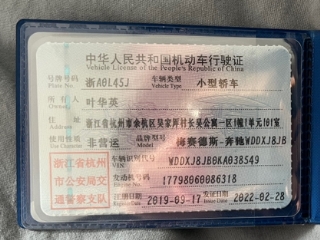 中华人民共和国机动车行驶证
Vehicle License of the People's Republic of China
号牌号码 浙A0L45J 车辆类型 小型轿车
Plate No. Vehicle Type
所有人 叶华英
Owner
住址 浙江省杭州市余杭区
Address
使用性质 非营运 品牌型号 梅赛德斯-奔驰WDDXJ8JB
Use Character Model
浙江省杭州市公安局交通警察支队
车辆识别代号 WDDXJ8JB0KA038549
VIN
发动机号码 17798060086318
Engine No.
注册日期 2019-09-17 发证日期 2022-02-28
Register Date Issue Date